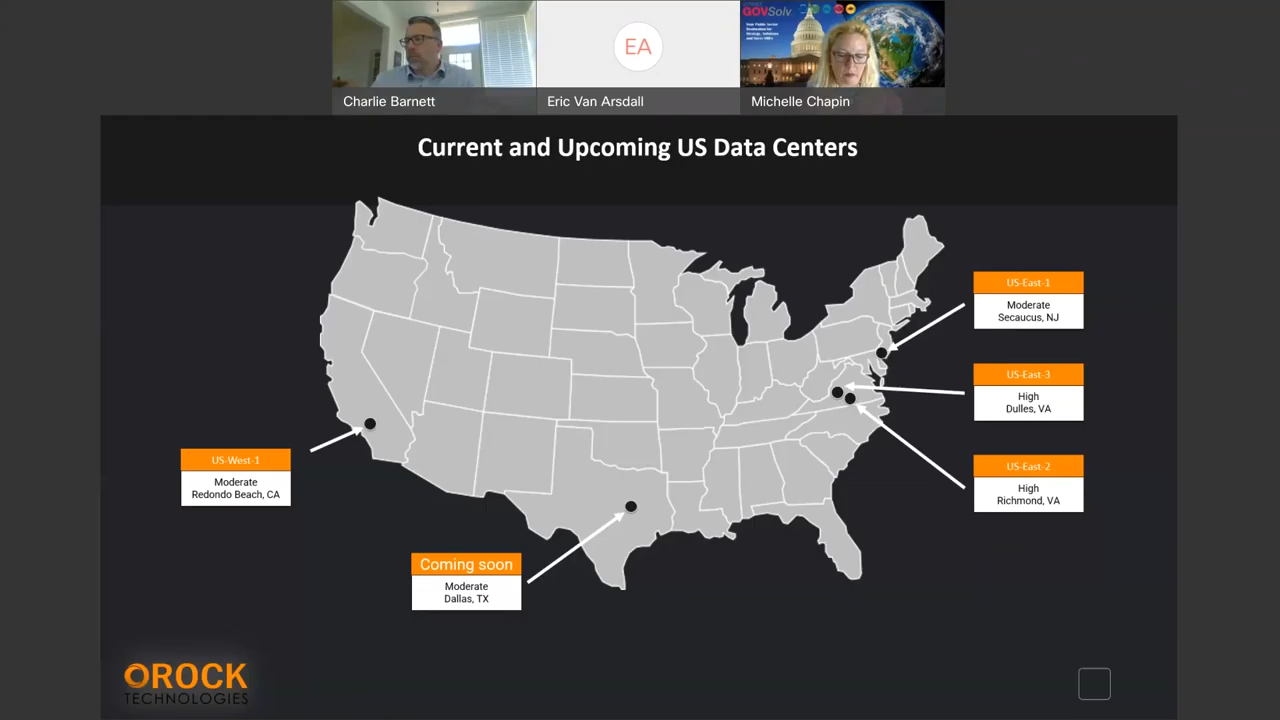 GOVSolv
Charlie Barnett
EA
Eric Van Arsdall
Michelle Chapin
Current and Upcoming US Data Centers
US-East-1
Moderate
Secaucus, NJ
US-East-3
High
Dulles, VA
US-West-1
Moderate
Redondo Beach, CA
US-East-2
High
Richmond, VA
Coming soon
Moderate
Dallas, TX
OROCK
TECHNOLOGIES